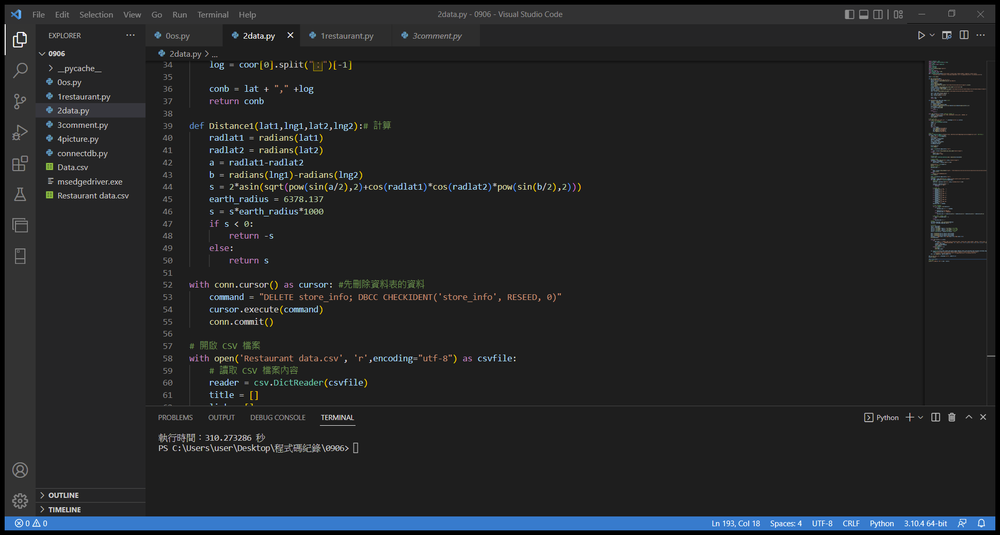 File Edit Selection View Go Run Terminal Help
2data.py - 0906 - Visual Studio Code
EXPLORER
0906
__pycache__
0os.py
1restaurant.py
2data.py
3comment.py
4picture.py
connectdb.py
Data.csv
msedgedriver.exe
Restaurant data.csv
OUTLINE
TIMELINE
0os.py 2data.py 1restaurant.py 3comment.py
2data.py > ...
34 log = coor[0].split(":")[-1]
35
36 conb = lat + "," +log
37 return conb
38
39 def Distance1(lat1,lng1,lat2,lng2):# 計算
40 radlat1 = radians(lat1)
41 radlat2 = radians(lat2)
42 a = radlat1-radlat2
43 b = radians(lng1)-radians(lng2)
44 s = 2*asin(sqrt(pow(sin(a/2),2)+cos(radlat1)*cos(radlat2)*pow(sin(b/2),2)))
45 earth_radius = 6378.137
46 s = s*earth_radius*1000
47 if s < 0:
48 return -s
49 else:
50 return s
51
52 with conn.cursor() as cursor: #先刪除資料表的資料
53 command = "DELETE store_info; DBCC CHECKIDENT('store_info', RESEED, 0)"
54 cursor.execute(command)
55 conn.commit()
56
57 # 開啟 CSV 檔案
58 with open('Restaurant data.csv', 'r',encoding="utf-8") as csvfile:
59 # 讀取 CSV 檔案內容
60 reader = csv.DictReader(csvfile)
61 title = []
PROBLEMS OUTPUT DEBUG CONSOLE TERMINAL
Python
執行時間：310.273286 秒
PS C:\Users\user\Desktop\程式碼紀錄\0906>
0 0
Ln 193, Col 18 Spaces: 4 UTF-8 CRLF Python 3.10.4 64-bit